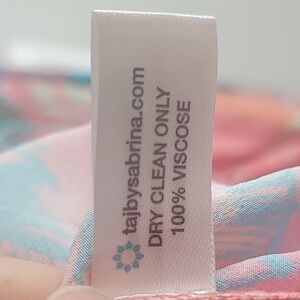 tajbysabrina.com
DRY CLEAN ONLY
100% VISCOSE